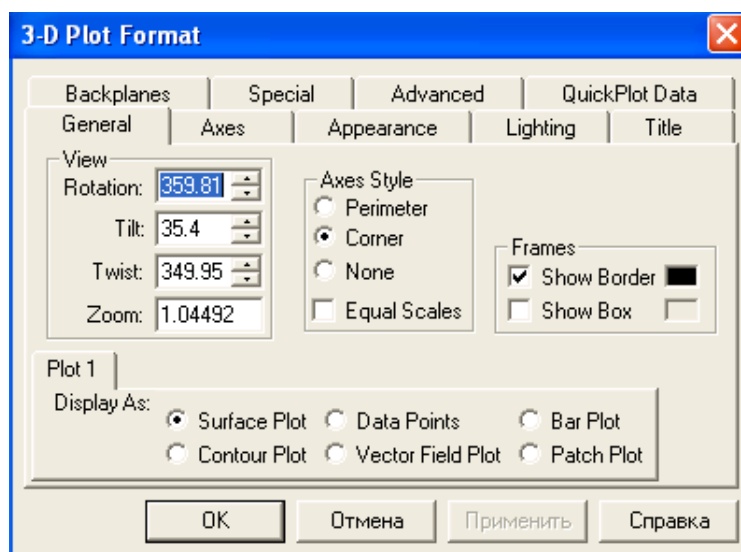 3-D Plot Format
Backplanes Special Advanced QuickPlot Data
General Axes Appearance Lighting Title
View
Rotation: 359.81
Tilt: 35.4
Twist: 349.95
Zoom: 1.04492
Axes Style
Perimeter
Corner
None
Equal Scales
Frames
Show Border
Show Box
Plot 1
Display As:
Surface Plot Data Points Bar Plot
Contour Plot Vector Field Plot Patch Plot
OK Отмена Применить Справка